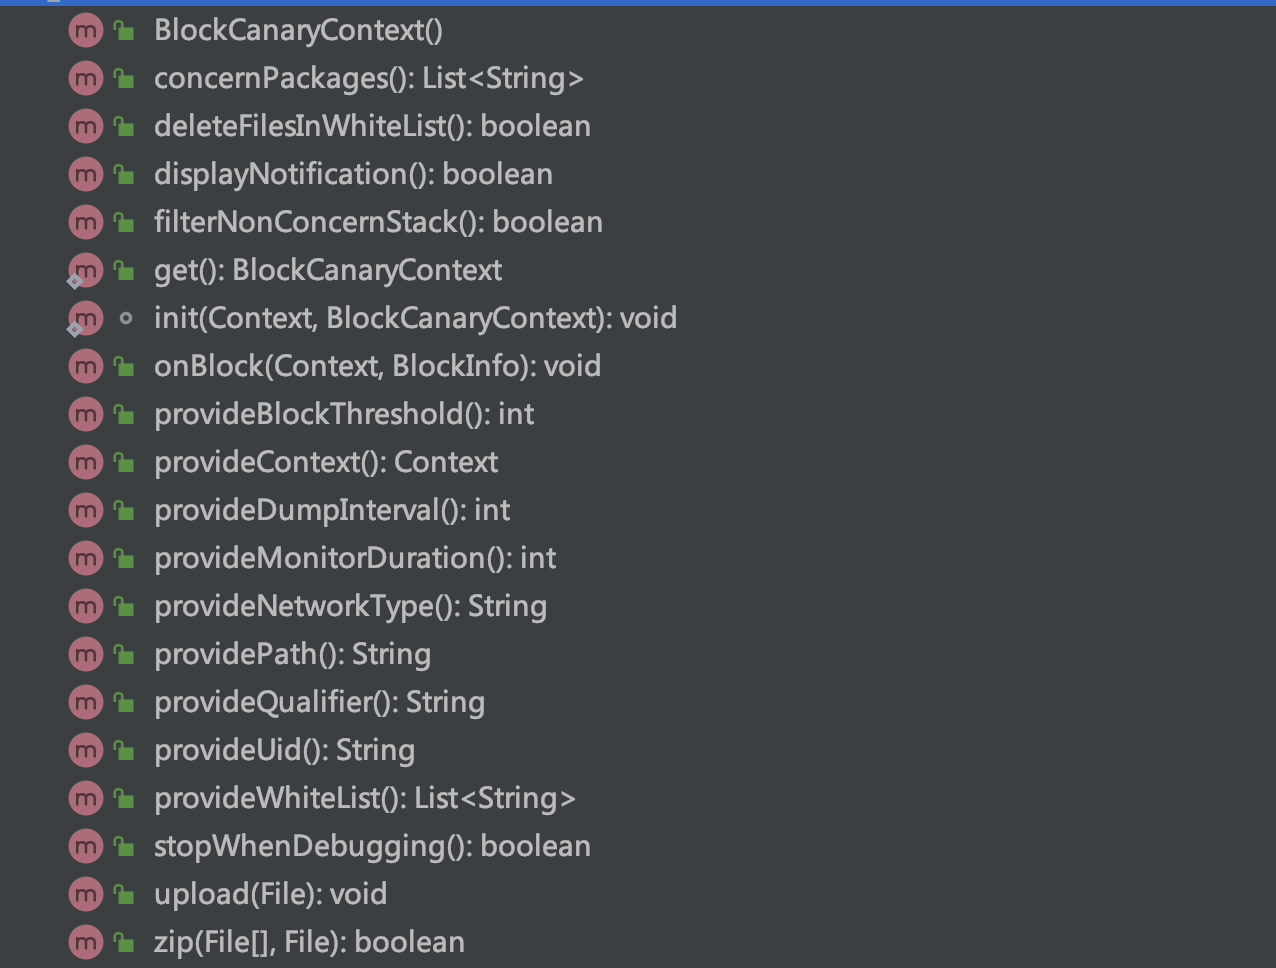 m BlockCanaryContext()
m concernPackages(): List<String>
m deleteFilesInWhiteList(): boolean
m displayNotification(): boolean
m filterNonConcernStack(): boolean
m get(): BlockCanaryContext
m init(Context, BlockCanaryContext): void
m onBlock(Context, BlockInfo): void
m provideBlockThreshold(): int
m provideContext(): Context
m provideDumpInterval(): int
m provideMonitorDuration(): int
m provideNetworkType(): String
m providePath(): String
m provideQualifier(): String
m provideUid(): String
m provideWhiteList(): List<String>
m stopWhenDebugging(): boolean
m upload(File): void
m zip(File[], File): boolean